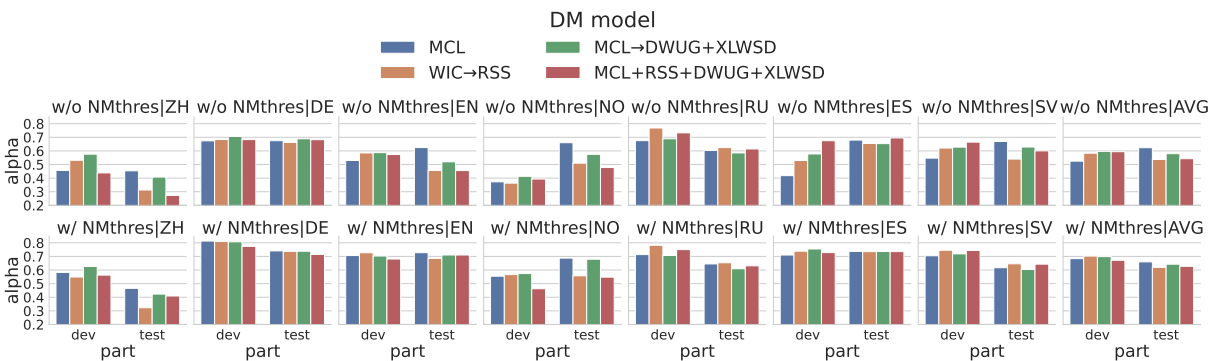 DM model
MCL
MCL→DWUG+XLWSD
WIC→RSS
MCL+RSS+DWUG+XLWSD
w/o NMthres|ZH w/o NMthres|DE w/o NMthres|EN w/o NMthres|NO w/o NMthres|RU w/o NMthres|ES w/o NMthres|SV w/o NMthres|AVG
0.8
0.7
0.6
0.5
0.4
0.3
0.2
alpha
w/ NMthres|ZH w/ NMthres|DE w/ NMthres|EN w/ NMthres|NO w/ NMthres|RU w/ NMthres|ES w/ NMthres|SV w/ NMthres|AVG
0.8
0.7
0.6
0.5
0.4
0.3
0.2
alpha
dev test dev test dev test dev test dev test dev test dev test dev test
part part part part part part part part